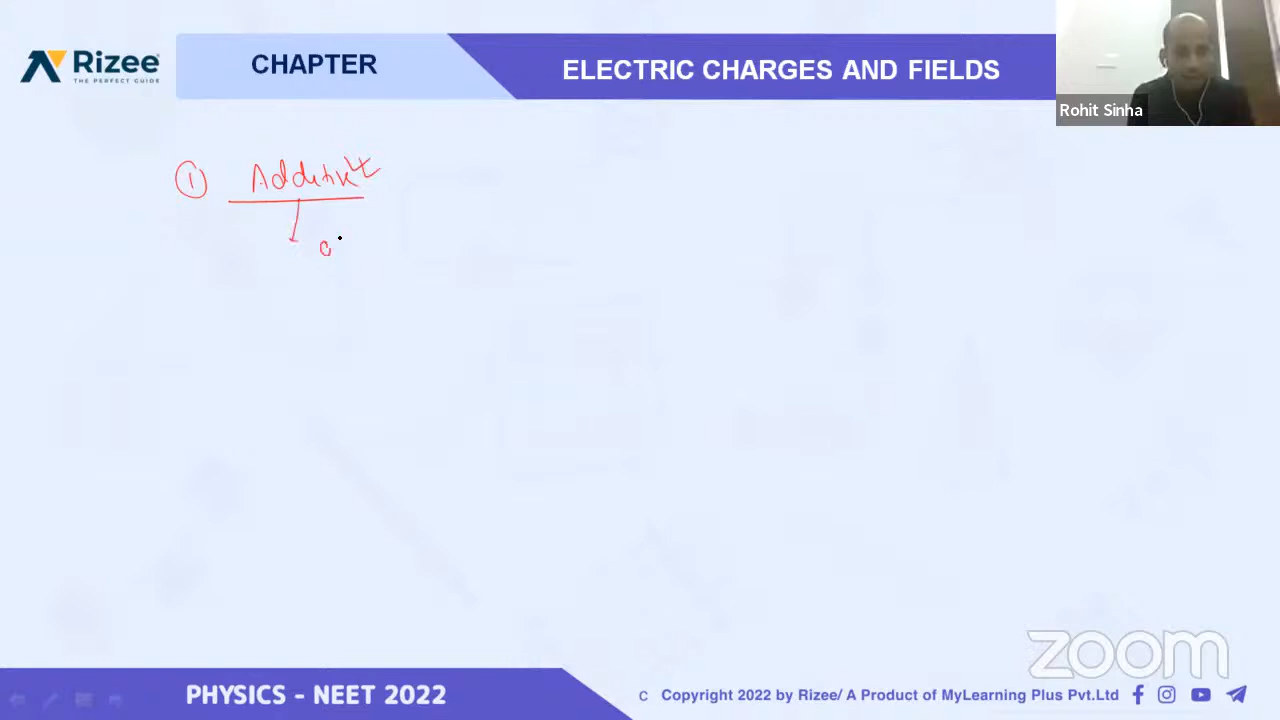 Rizee
THE PERFECT GUIDE
CHAPTER
ELECTRIC CHARGES AND FIELDS
Rohit Sinha
1
zoom
PHYSICS - NEET 2022
C Copyright 2022 by Rizee/ A Product of MyLearning Plus Pvt.Ltd